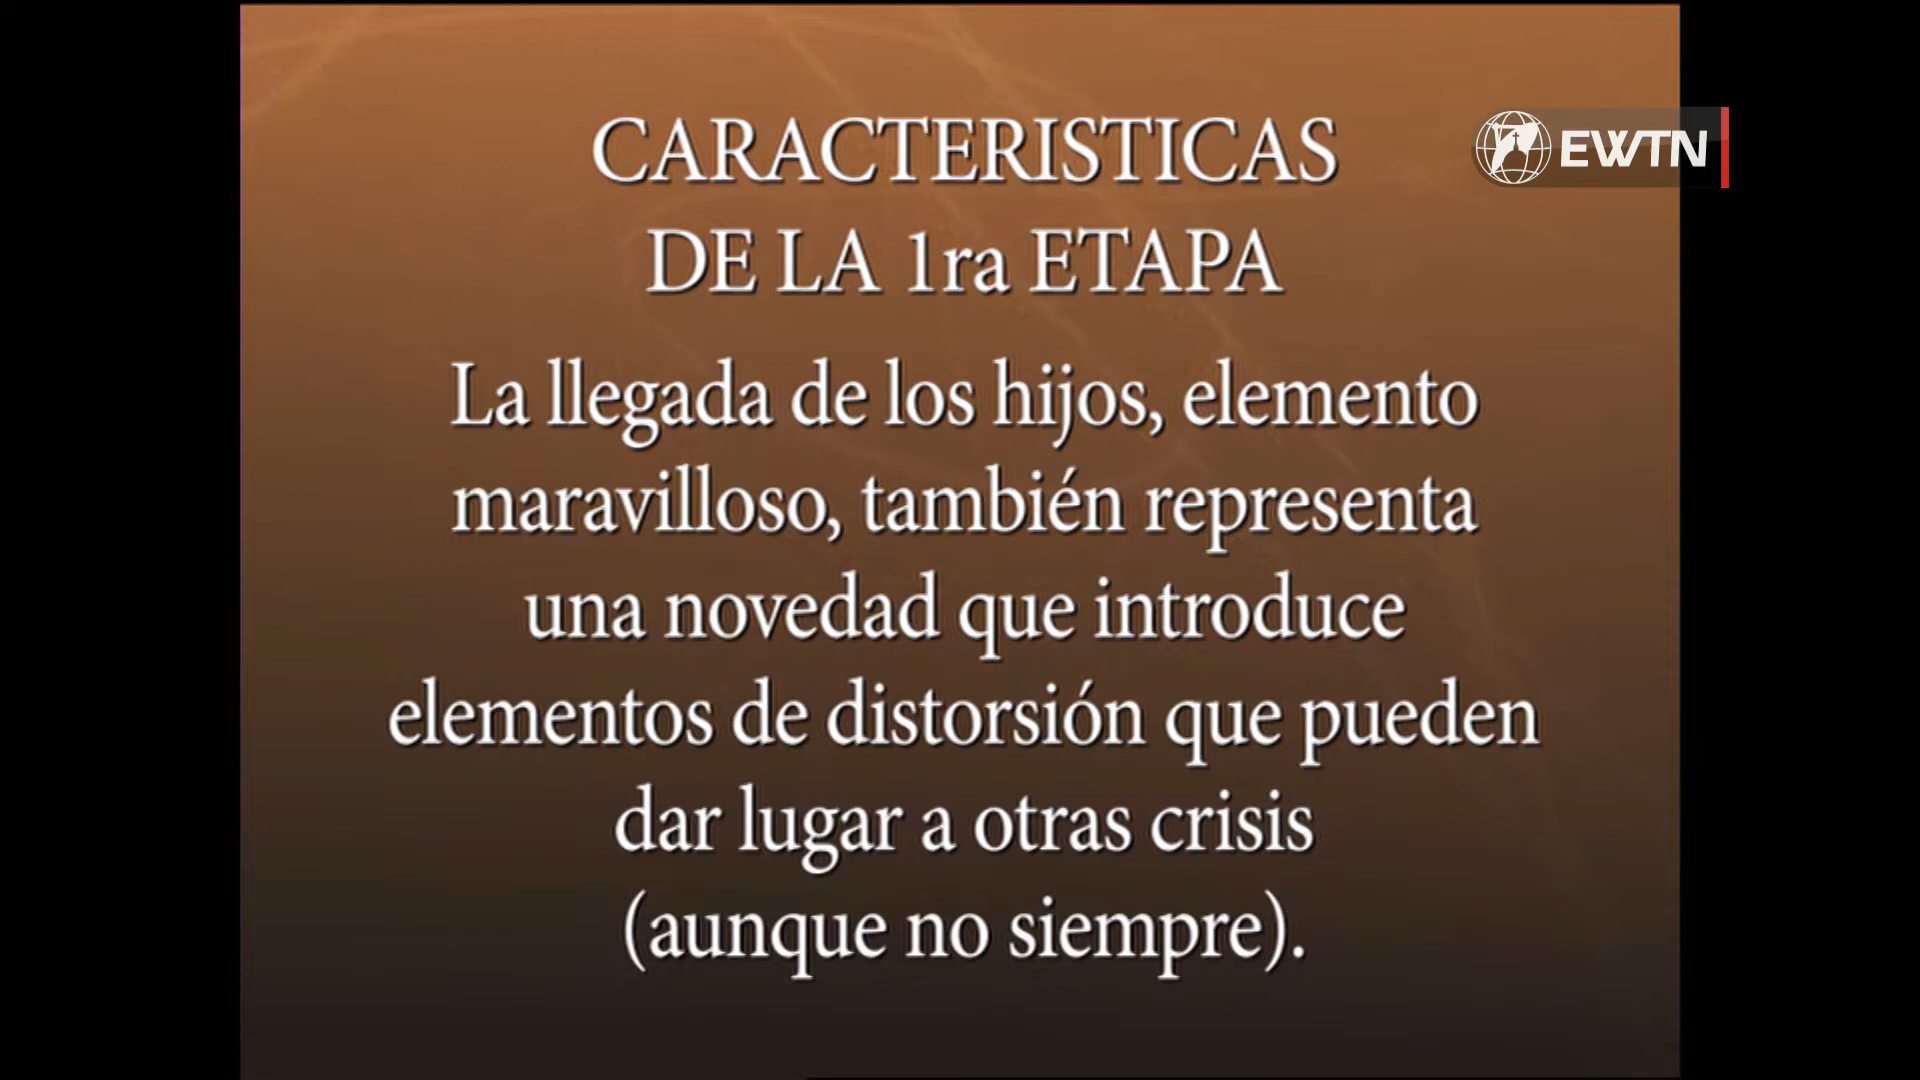 CARACTERISTICAS
DE LA 1ra ETAPA
EWTN
La llegada de los hijos, elemento
maravilloso, también representa
una novedad que introduce
elementos de distorsión que pueden
dar lugar a otras crisis
(aunque no siempre).